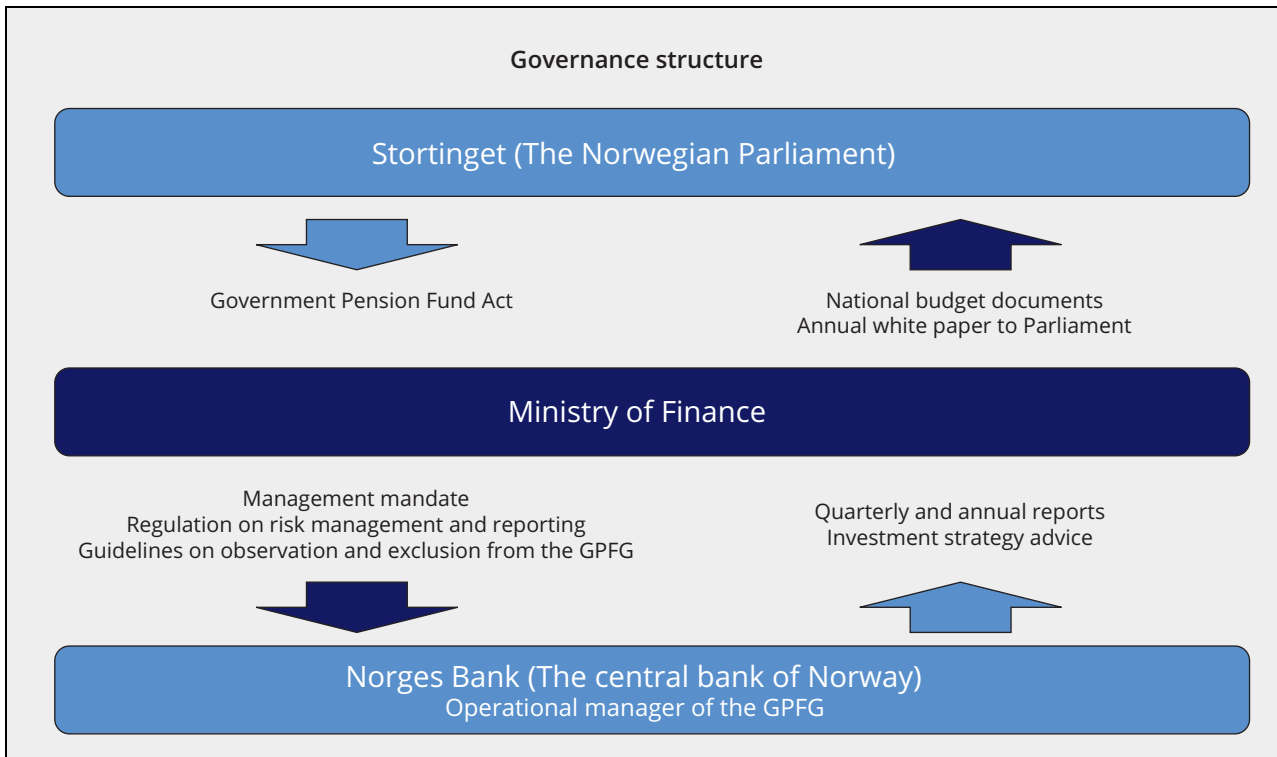 Governance structure
Stortinget (The Norwegian Parliament)
Government Pension Fund Act
National budget documents
Annual white paper to Parliament
Ministry of Finance
Management mandate
Regulation on risk management and reporting
Guidelines on observation and exclusion from the GPFG
Quarterly and annual reports
Investment strategy advice
Norges Bank (The central bank of Norway)
Operational manager of the GPFG